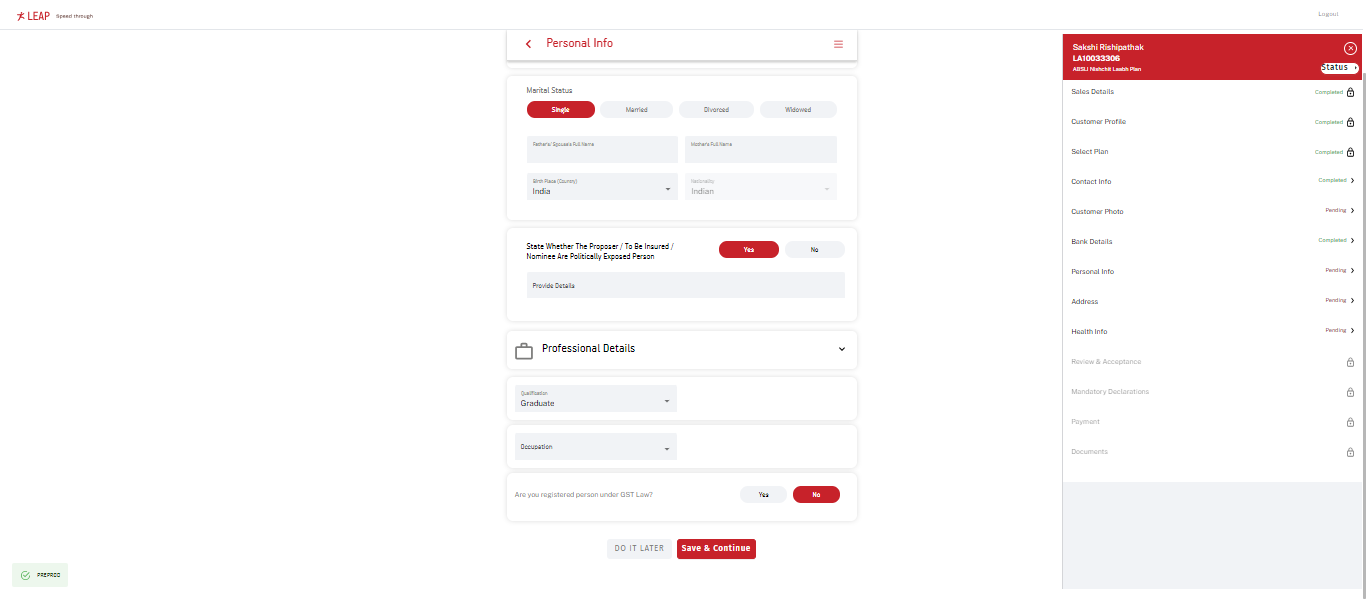 LEAP Speed through
Logout
Personal Info
Marital Status
Single Married Divorced Widowed
Father's/ Spouse's Full Name
Mother's Full Name
Birth Place (Country)
India
Nationality
Indian
State Whether The Proposer / To Be Insured /
Nominee Are Politically Exposed Person
Yes No
Provide Details
Professional Details
Qualification
Graduate
Occupation
Are you registered person under GST Law?
Yes No
DO IT LATER Save & Continue
PREPROD
Sakshi Rishipathak
LA10033306
ABSLI Nishchit Laabh Plan
Status
Sales Details Completed
Customer Profile Completed
Select Plan Completed
Contact Info Completed
Customer Photo Pending
Bank Details Completed
Personal Info Pending
Address Pending
Health Info Pending
Review & Acceptance
Mandatory Declarations
Payment
Documents